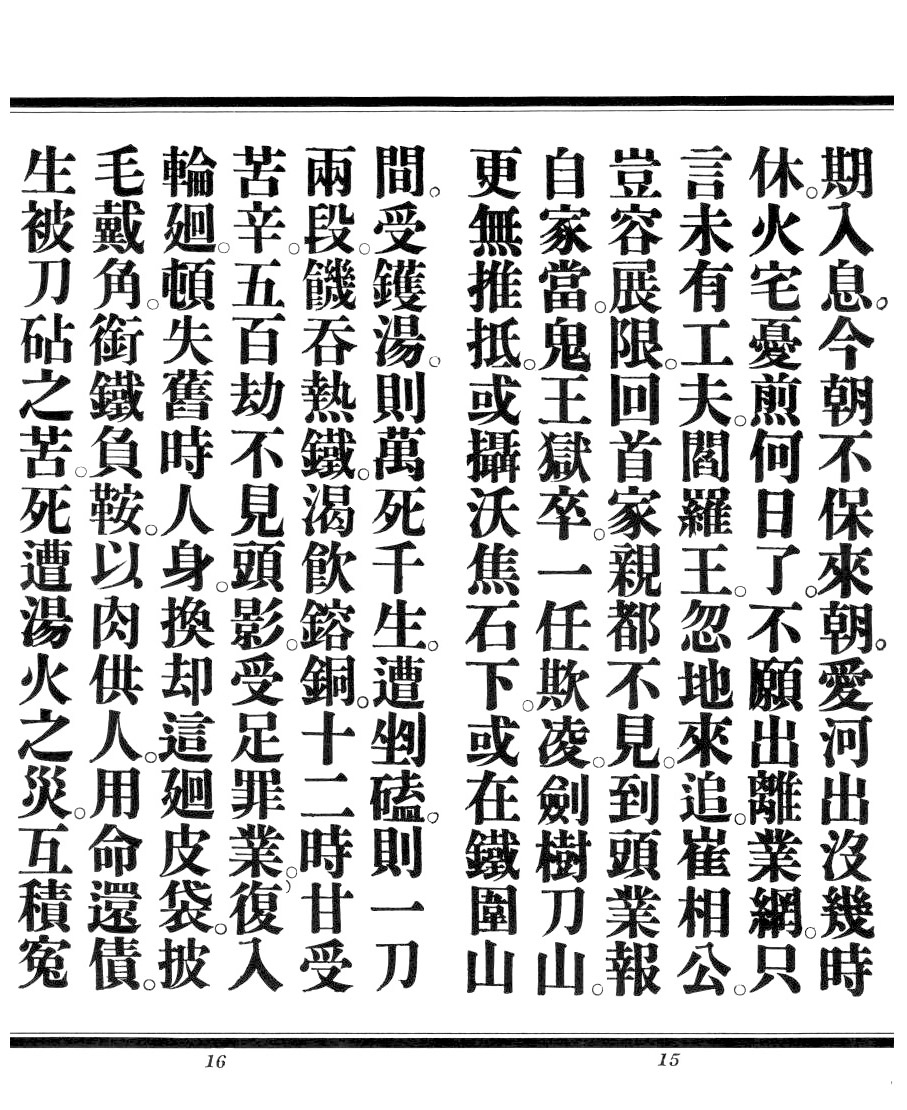 期入息。今朝不保來朝。愛河出沒幾時
休。火宅憂煎何日了。不願出離業網。只
言未有工夫。閻羅王。忽地來追。崔相公。
豈容展限。回首家親都不見。到頭業報
自家當。鬼王獄卒。一任欺凌。劍樹刀山。
更無推抵。或攝沃焦石下。或在鐵圍山
間。受鑊湯。則萬死千生。遭剉磕。則一刀
兩段。饑吞熱鐵。渴飲鎔銅。十二時甘受
苦辛。五百劫不見頭影。受足罪業。復入
輪廻。頓失舊時人身。換却這廻皮袋。披
毛戴角。銜鐵負鞍。以肉供人。用命還債。
生被刀砧之苦。死遭湯火之災。互積寃
15
16